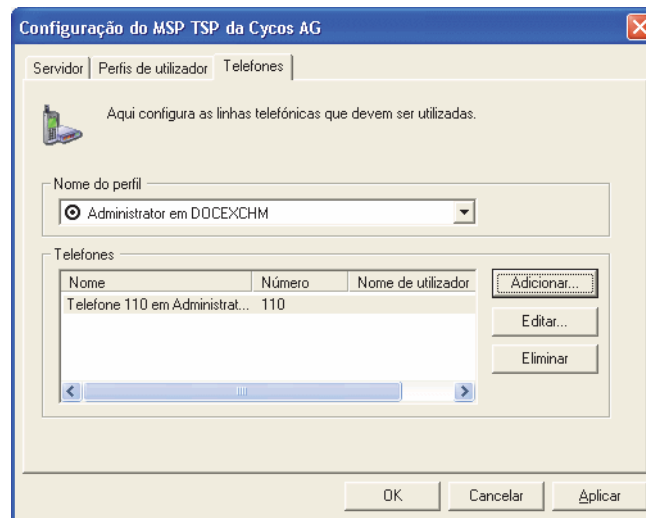 Configuração do MSP TSP da Cycos AG
Servidor Perfis de utilizador Telefones
Aqui configura as linhas telefónicas que devem ser utilizadas.
Nome do perfil
Administrator em DOCEXCHM
Telefones
Nome Número Nome de utilizador
Telefone 110 em Administrat... 110
Adicionar...
Editar...
Eliminar
OK Cancelar Aplicar